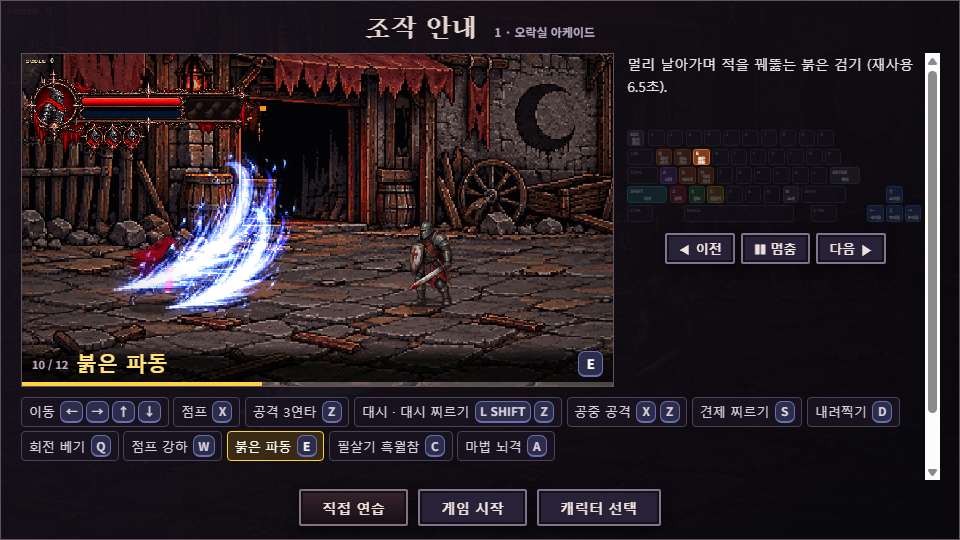 조작 안내 1 · 오락실 아케이드
score 0
멀리 날아가며 적을 꿰뚫는 붉은 검기 (재사용
6.5초).
◀ 이전
멈춤
다음 ▶
10 / 12 붉은 파동
E
이동 ← → ↑ ↓
점프 X
공격 3연타 Z
대시 · 대시 찌르기 L SHIFT Z
공중 공격 X Z
견제 찌르기 S
내려찍기 D
회전 베기 Q
점프 강하 W
붉은 파동 E
필살기 흑월참 C
마법 뇌격 A
직접 연습
게임 시작
캐릭터 선택